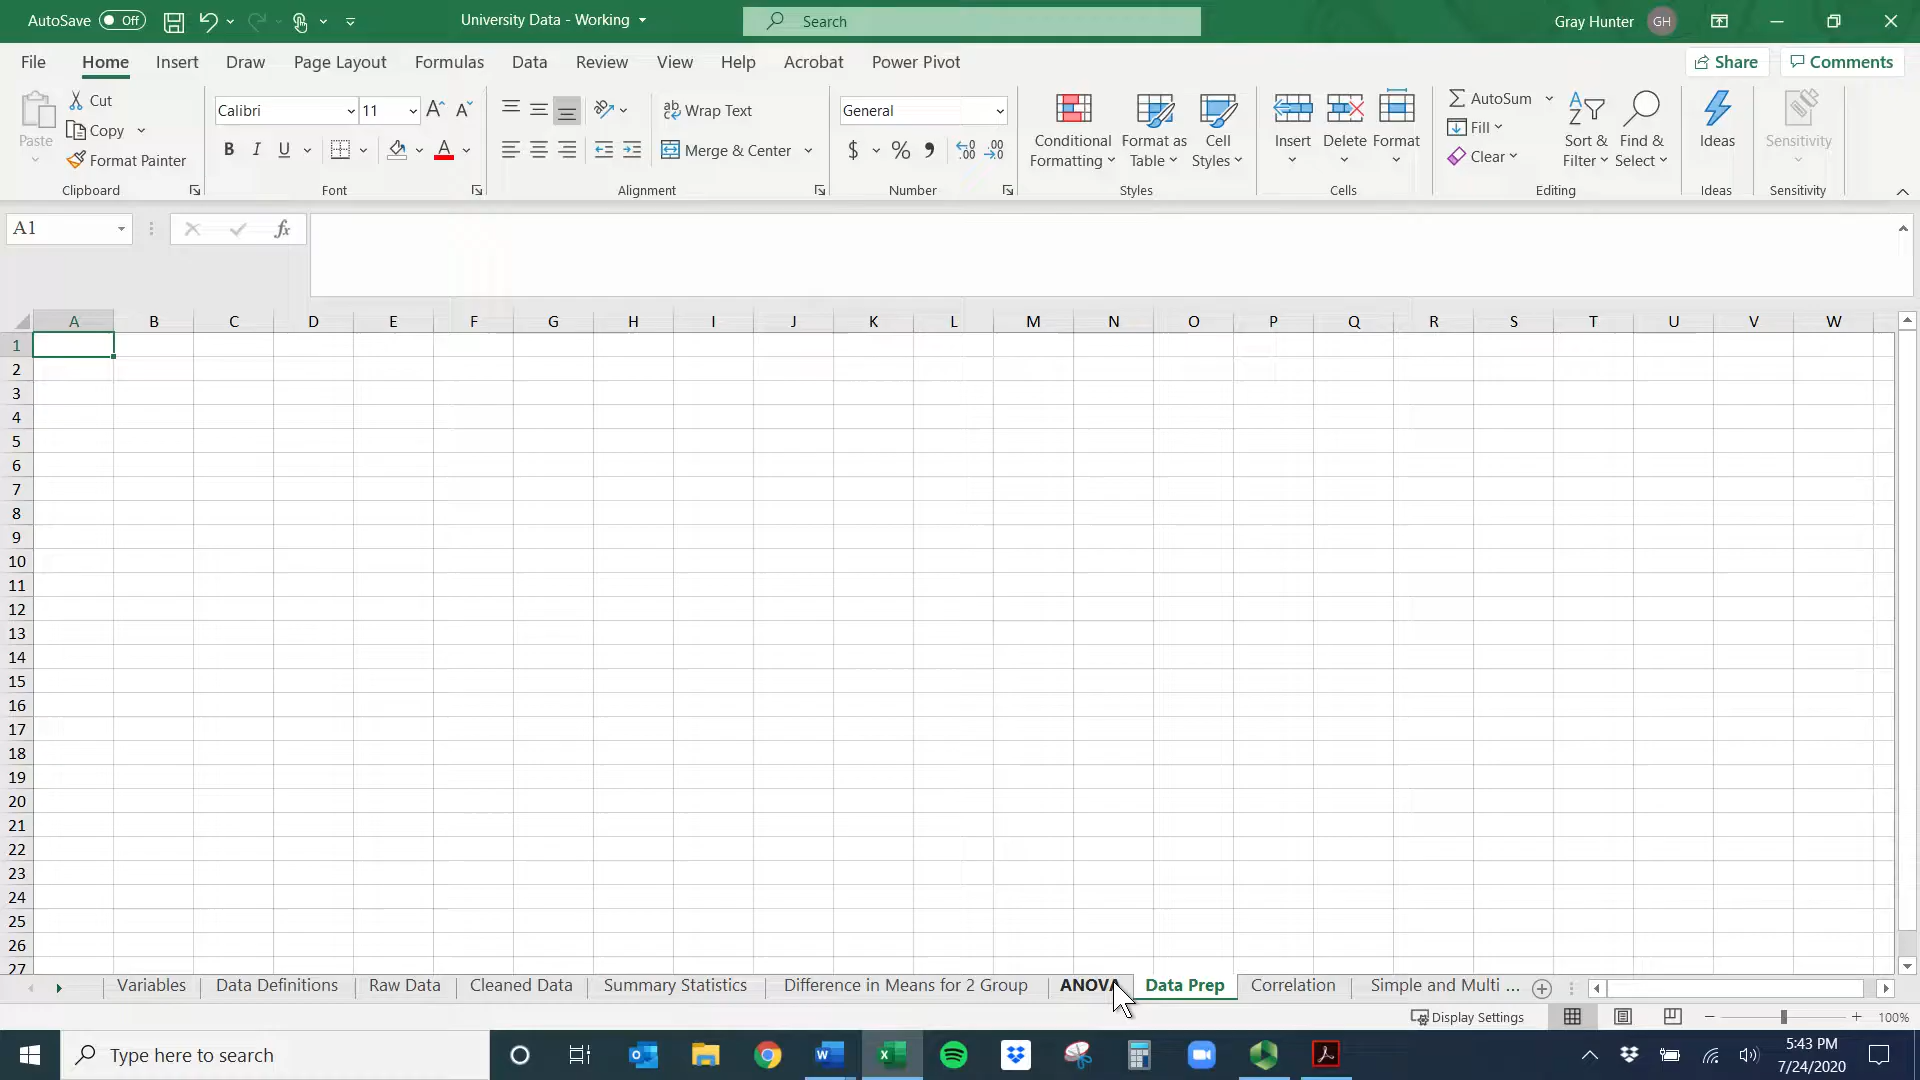 AutoSave Off University Data - Working Search Gray Hunter GH
File Home Insert Draw Page Layout Formulas Data Review View Help Acrobat Power Pivot Share Comments
Paste Cut Copy Format Painter Clipboard
Calibri 11 B I U A Font
Wrap Text Merge & Center Alignment
General $ % Number
Conditional Formatting Format as Table Cell Styles Styles
Insert Delete Format Cells
AutoSum Fill Clear Sort & Filter Find & Select Editing
Ideas Ideas
Sensitivity Sensitivity
A1 fx
A B C D E F G H I J K L M N O P Q R S T U V W
1
2
3
4
5
6
7
8
9
10
11
12
13
14
15
16
17
18
19
20
21
22
23
24
25
26
27
Variables Data Definitions Raw Data Cleaned Data Summary Statistics Difference in Means for 2 Group ANOVA Data Prep Correlation Simple and Multi ...
Display Settings 100%
Type here to search 5:43 PM
7/24/2020